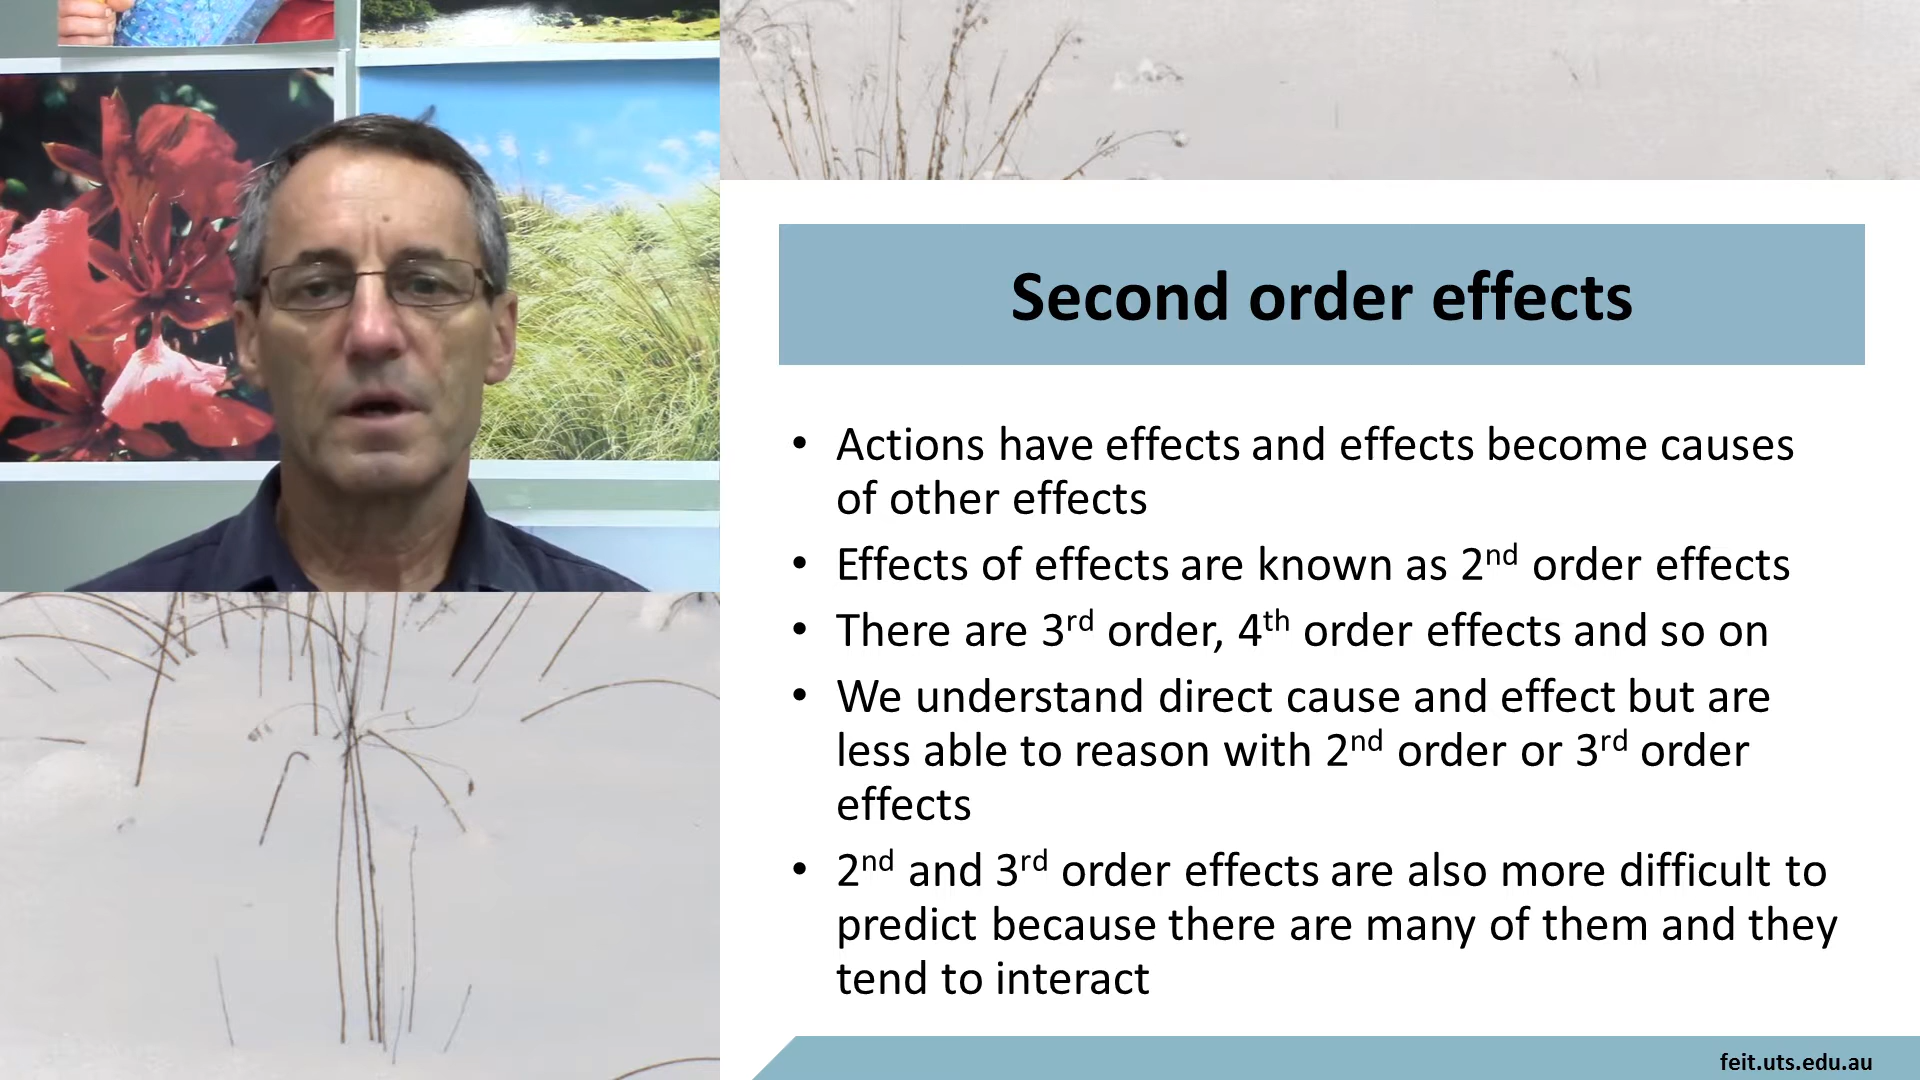 Second order effects
• Actions have effects and effects become causes
of other effects
• Effects of effects are known as 2nd order effects
• There are 3rd order, 4th order effects and so on
• We understand direct cause and effect but are
less able to reason with 2nd order or 3rd order
effects
• 2nd and 3rd order effects are also more difficult to
predict because there are many of them and they
tend to interact
feit.uts.edu.au